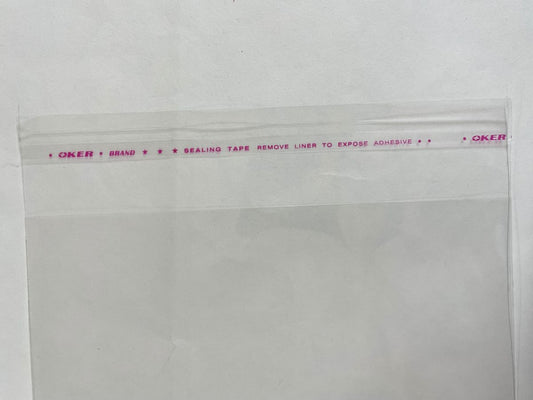 ★ OKER ★ BRAND ★ ★ ★ SEALING TAPE REMOVE LINER TO EXPOSE ADHESIVE ★ ★ ★ OKER